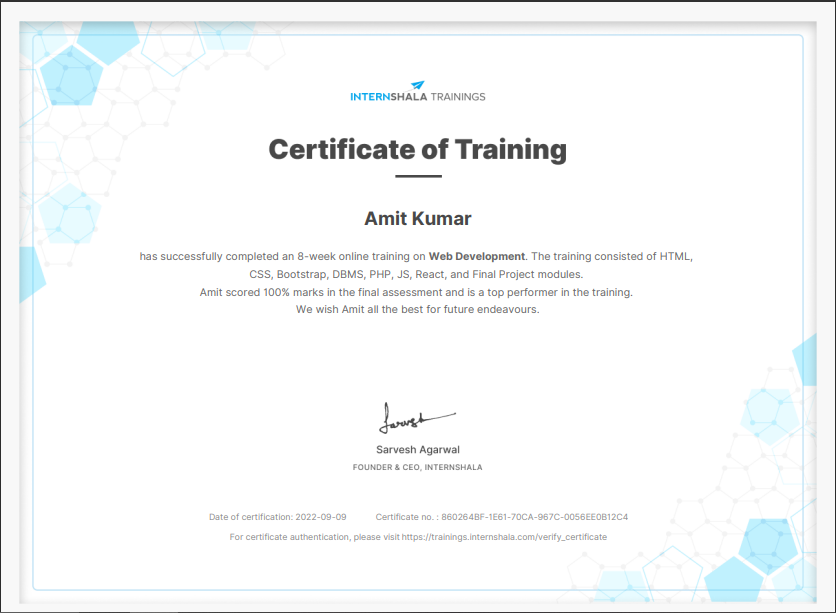 INTERNSHALA TRAININGS
Certificate of Training
Amit Kumar
has successfully completed an 8-week online training on Web Development. The training consisted of HTML,
CSS, Bootstrap, DBMS, PHP, JS, React, and Final Project modules.
Amit scored 100% marks in the final assessment and is a top performer in the training.
We wish Amit all the best for future endeavours.
Sarvesh
Sarvesh Agarwal
FOUNDER & CEO, INTERNSHALA
Date of certification: 2022-09-09 Certificate no. : 860264BF-1E61-70CA-967C-0056EE0B12C4
For certificate authentication, please visit https://trainings.internshala.com/verify_certificate